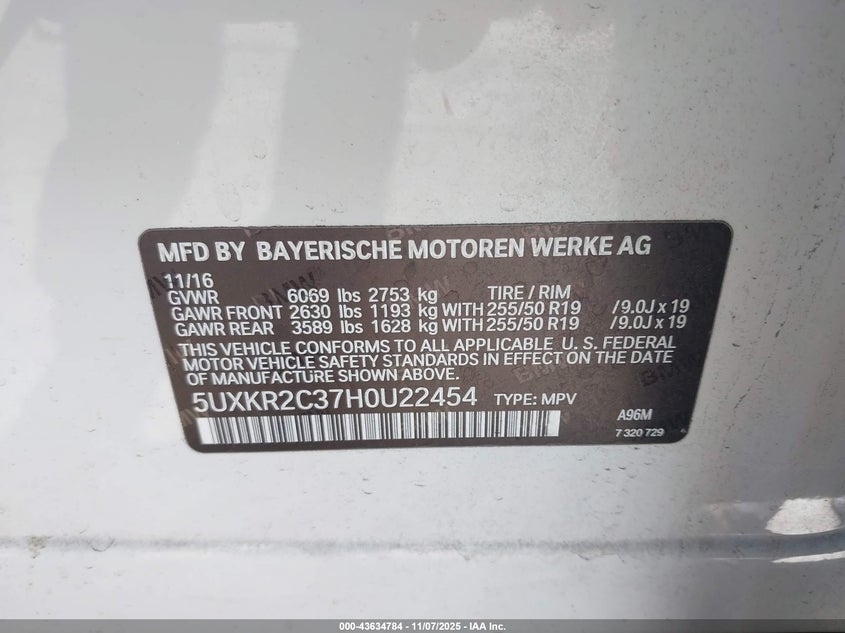 MFD BY BAYERISCHE MOTOREN WERKE AG
11/16
GVWR 6069 lbs 2753 kg TIRE / RIM
GAWR FRONT 2630 lbs 1193 kg WITH 255/50 R19 /9.0J x 19
GAWR REAR 3589 lbs 1628 kg WITH 255/50 R19 /9.0J x 19
THIS VEHICLE CONFORMS TO ALL APPLICABLE U. S. FEDERAL
MOTOR VEHICLE SAFETY STANDARDS IN EFFECT ON THE DATE
OF MANUFACTURE SHOWN ABOVE.
5UXKR2C37H0U22454 TYPE: MPV
A96M
7 320 729
000-43634784 - 11/07/2025 - IAA Inc.